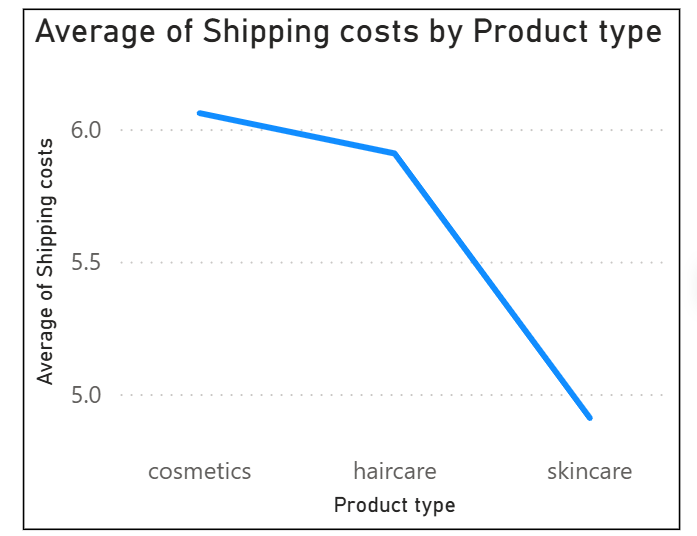 Average of Shipping costs by Product type
Average of Shipping costs
6.0
5.5
5.0
cosmetics haircare skincare
Product type